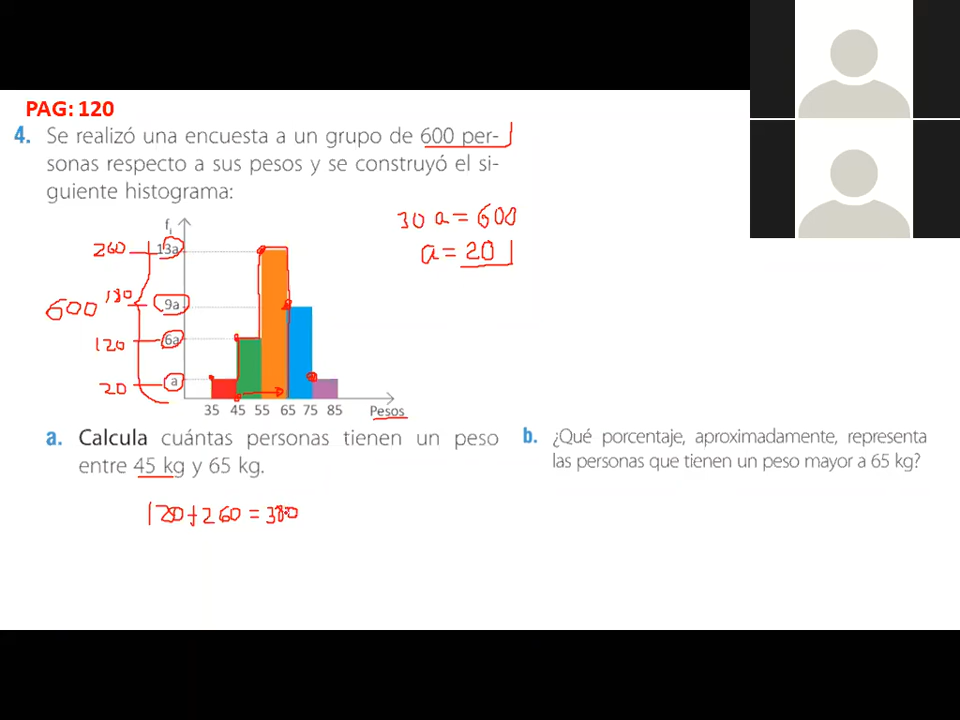 PAG: 120
4. Se realizó una encuesta a un grupo de 600 per-
sonas respecto a sus pesos y se construyó el si-
guiente histograma:
30 a = 600
a = 20
fi
260 13a
600 180 9a
120 6a
20 a
35 45 55 65 75 85 Pesos
a. Calcula cuántas personas tienen un peso
entre 45 kg y 65 kg.
120+260=380
b. ¿Qué porcentaje, aproximadamente, representa
las personas que tienen un peso mayor a 65 kg?